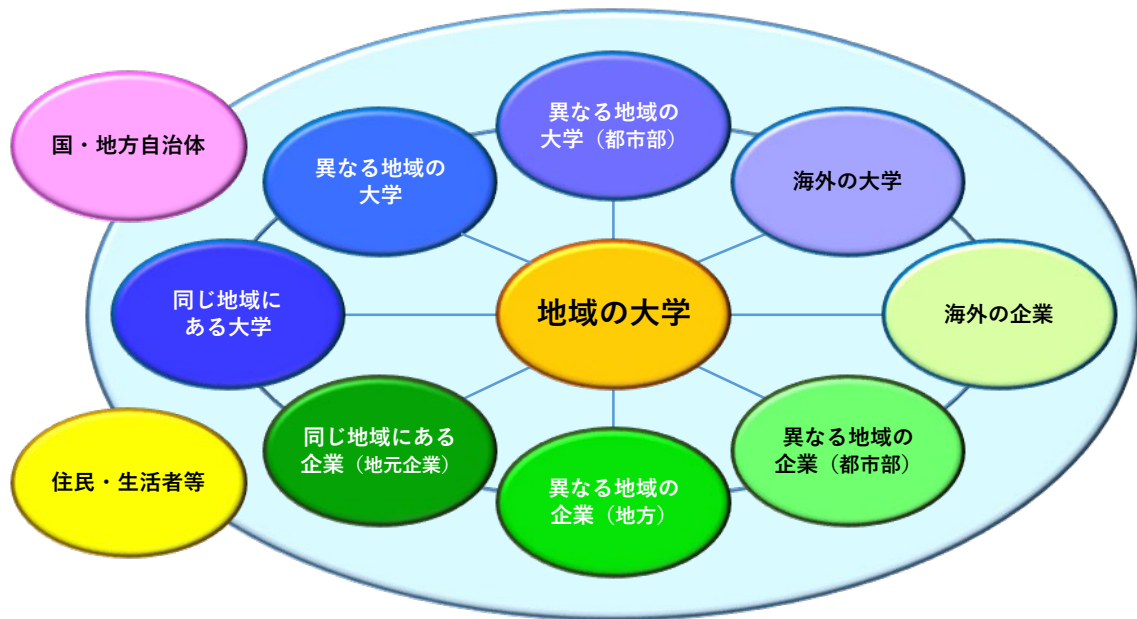 国・地方自治体
異なる地域の
大学
異なる地域の
大学（都市部）
海外の大学
同じ地域に
ある大学
地域の大学
海外の企業
住民・生活者等
同じ地域にある
企業（地元企業）
異なる地域の
企業（地方）
異なる地域の
企業（都市部）